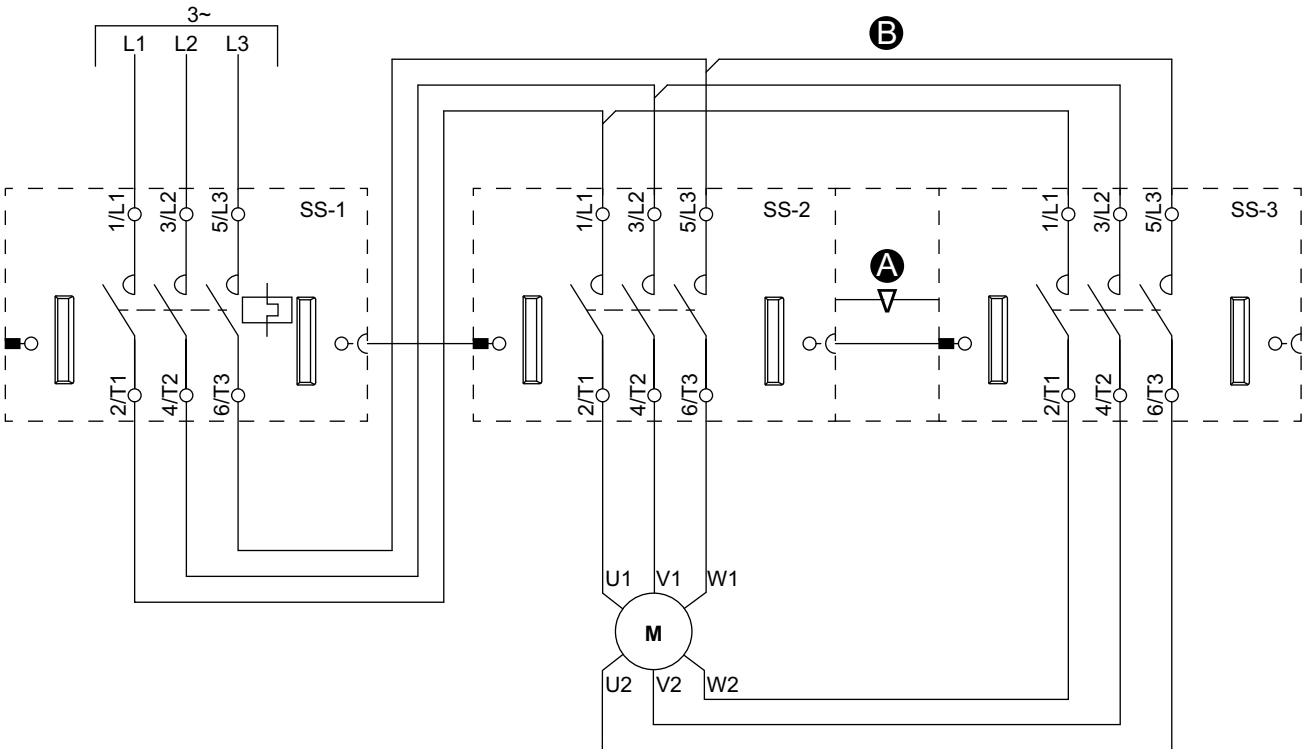 3~
L1 L2 L3
B
1/L1 3/L2 5/L3 SS-1
1/L1 3/L2 5/L3 SS-2
1/L1 3/L2 5/L3 SS-3
A
2/T1 4/T2 6/T3
2/T1 4/T2 6/T3
2/T1 4/T2 6/T3
U1 V1 W1
M
U2 V2 W2